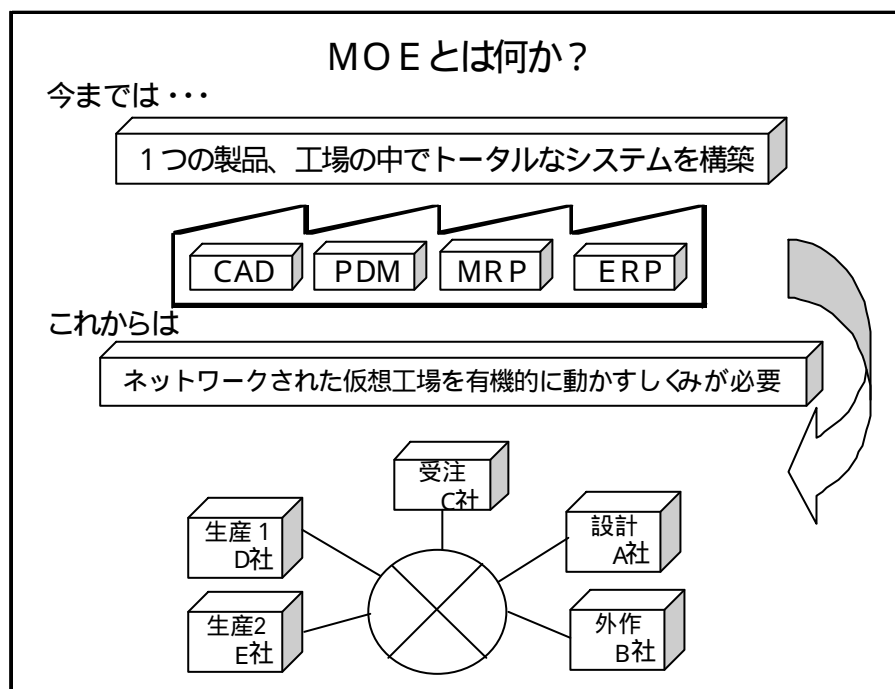 MOEとは何か？
今までは・・・
１つの製品、工場の中でトータルなシステムを構築
CAD PDM MRP ERP
これからは
ネットワークされた仮想工場を有機的に動かすしくみが必要
受注
C社
生産１
D社
設計
A社
生産2
E社
外作
B社